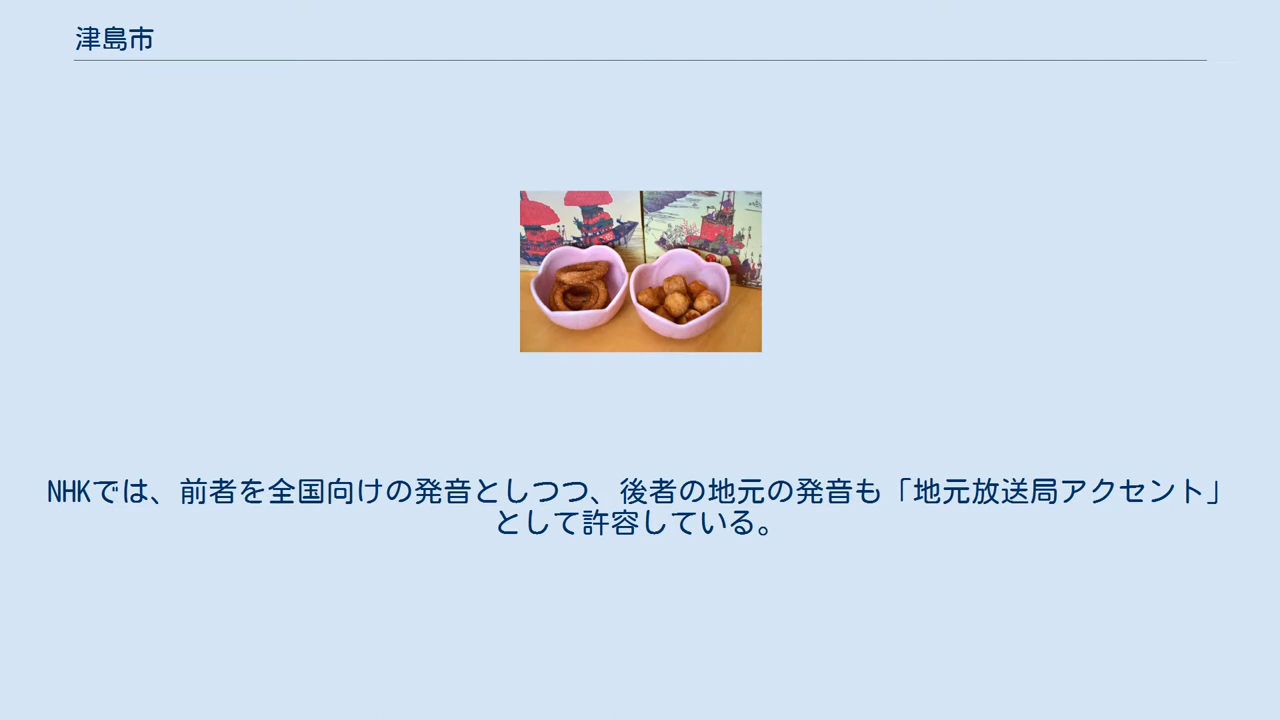 津島市
NHKでは、前者を全国向けの発音としつつ、後者の地元の発音も「地元放送局アクセント」
として許容している。